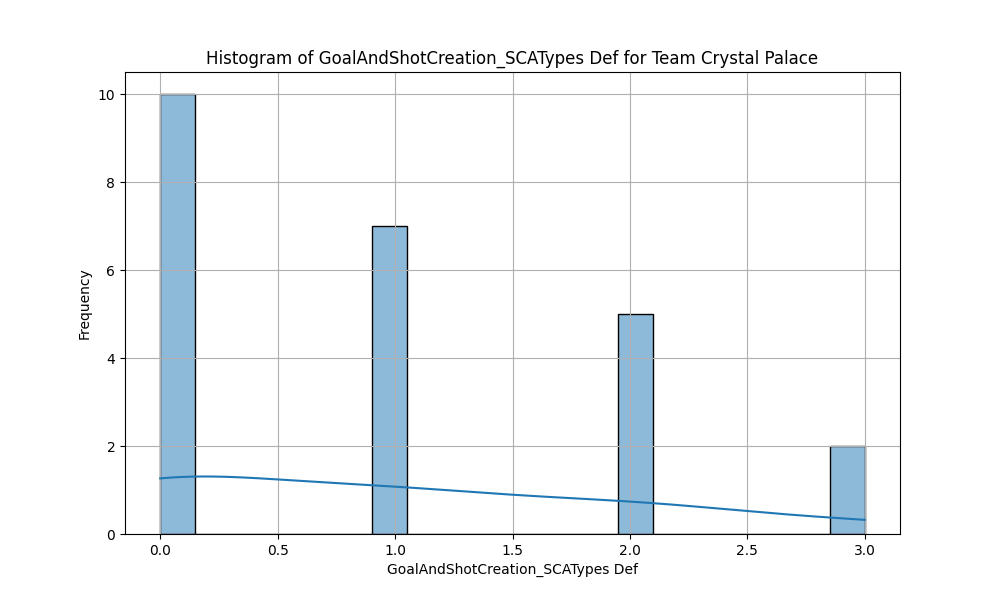 Histogram of GoalAndShotCreation_SCATypes Def for Team Crystal Palace
10
8
6
4
2
0
Frequency
0.0 0.5 1.0 1.5 2.0 2.5 3.0
GoalAndShotCreation_SCATypes Def